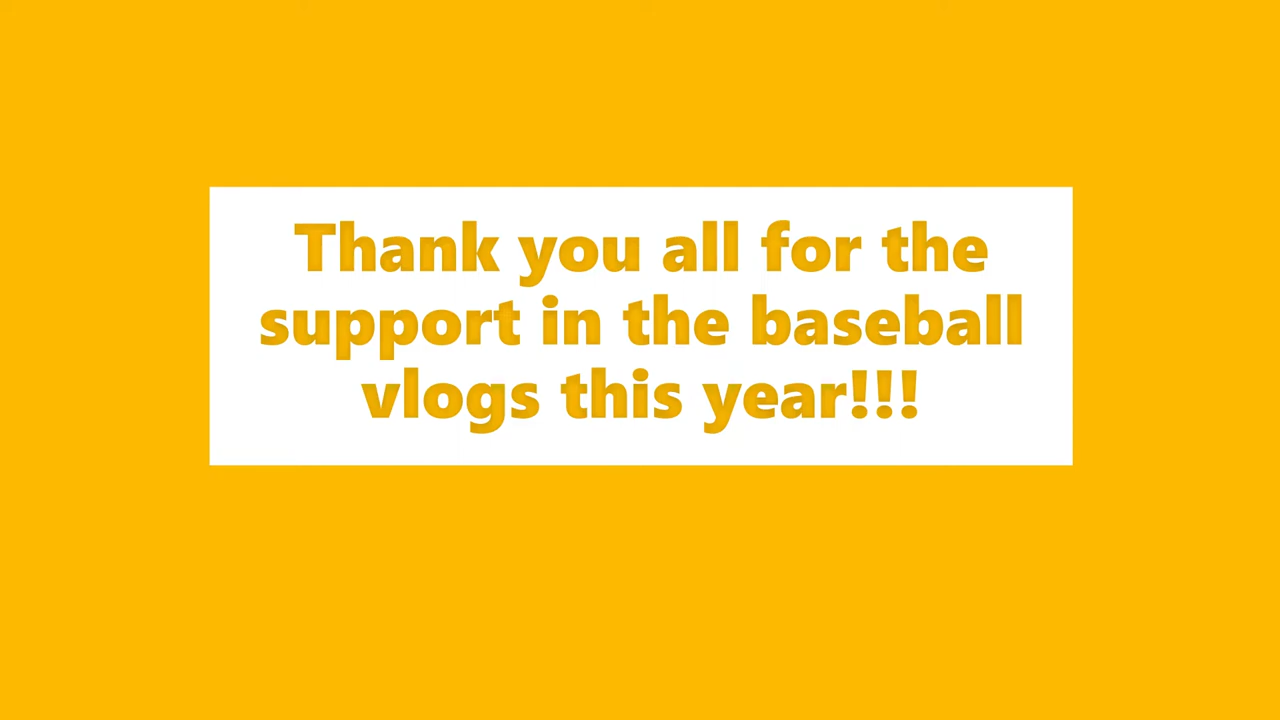 Thank you all for the
support in the baseball
vlogs this year!!!